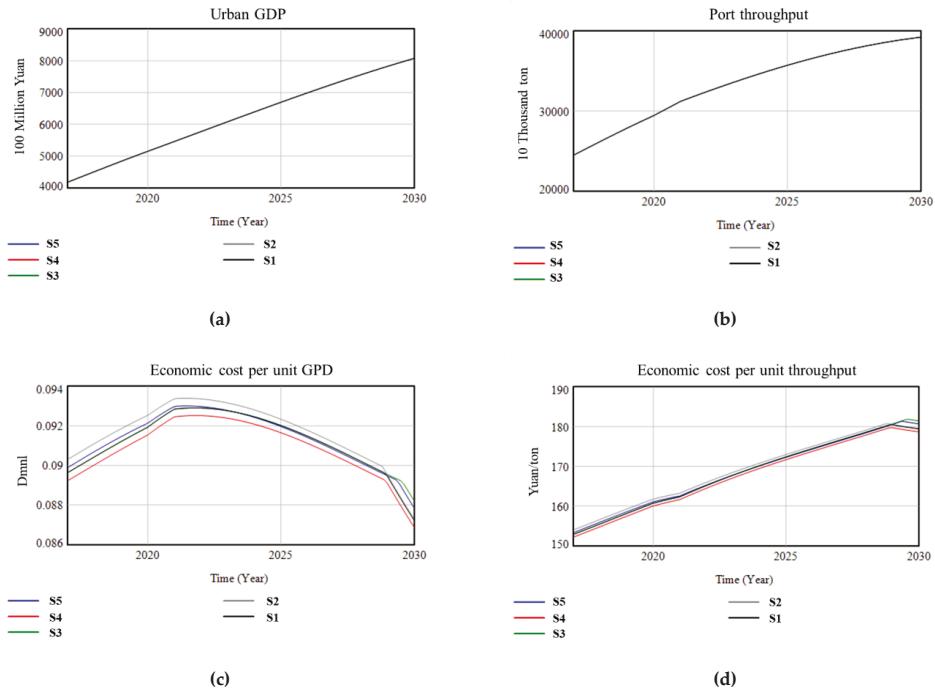 Urban GDP
100 Million Yuan
9000
8000
7000
6000
5000
4000
2020 2025 2030
Time (Year)
S5 S2
S4 S1
S3
(a)
Port throughput
10 Thousand ton
40000
30000
20000
2020 2025 2030
Time (Year)
S5 S2
S4 S1
S3
(b)
Economic cost per unit GPD
Dmnl
0.094
0.092
0.09
0.088
0.086
2020 2025 2030
Time (Year)
S5 S2
S4 S1
S3
(c)
Economic cost per unit throughput
Yuan/ton
190
180
170
160
150
2020 2025 2030
Time (Year)
S5 S2
S4 S1
S3
(d)